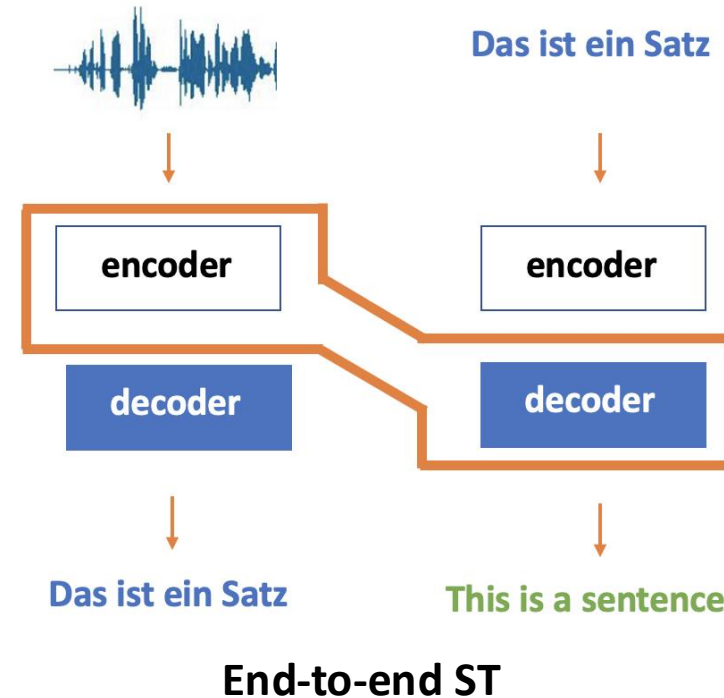 Das ist ein Satz
encoder
encoder
decoder
decoder
Das ist ein Satz
This is a sentence
End-to-end ST